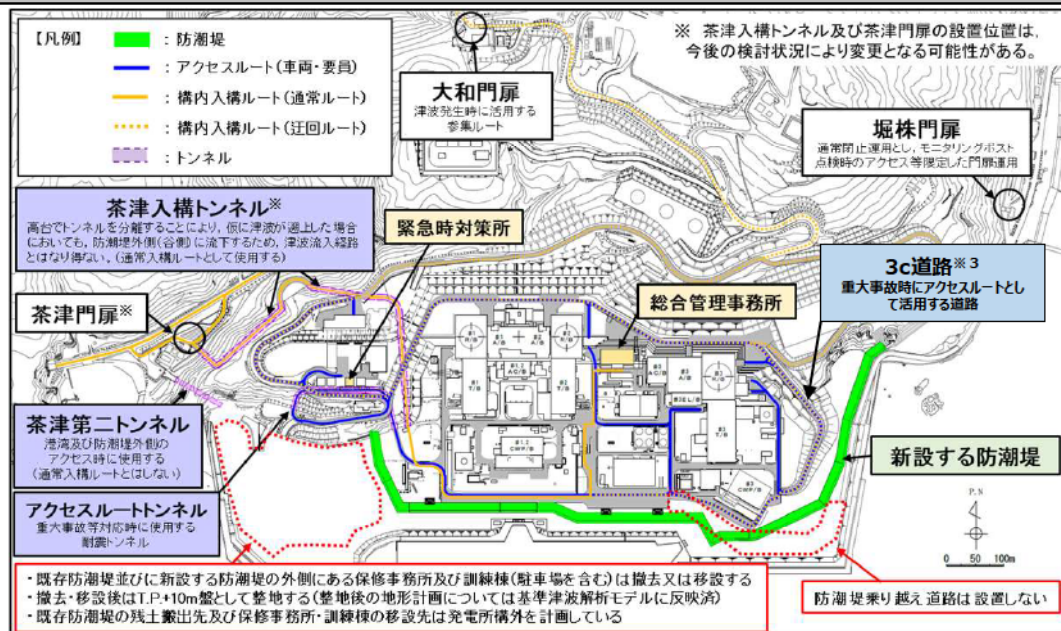 【凡例】
：防潮堤
：アクセスルート（車両・要員）
：構内入構ルート（通常ルート）
：構内入構ルート（迂回ルート）
：トンネル
※ 茶津入構トンネル及び茶津門扉の設置位置は、
今後の検討状況により変更となる可能性がある。
大和門扉
津波発生時に活用する
参集ルート
堀株門扉
通常閉止運用とし、モニタリングポスト
点検時のアクセス等限定した門扉運用
茶津入構トンネル※
高台でトンネルを分離することにより、仮に津波が遡上した場合
においても、防潮堤外側（谷側）に流下するため、津波流入経路
とはなり得ない。（通常入構ルートとして使用する）
緊急時対策所
3c道路※3
重大事故時にアクセスルートとし
て活用する道路
総合管理事務所
茶津門扉※
茶津第二トンネル
港湾及び防潮堤外側の
アクセス時に使用する
（通常入構ルートとはしない）
アクセスルートトンネル
重大事故等対応時に使用する
耐震トンネル
新設する防潮堤
P.N
0 50 100m
・既存防潮堤並びに新設する防潮堤の外側にある保修事務所及び訓練棟（駐車場を含む）は撤去又は移設する
・撤去・移設後はT.P.+10m盤として整地する（整地後の地形計画については基準津波解析モデルに反映済）
・既存防潮堤の残土搬出先及び保修事務所・訓練棟の移設先は発電所構外を計画している
防潮堤乗り越え道路は設置しない